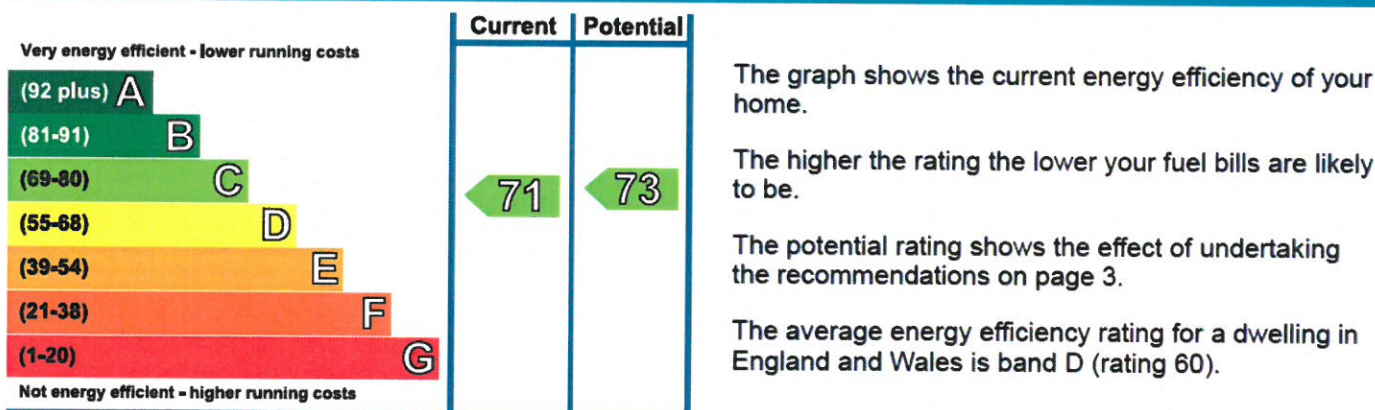 Current Potential
Very energy efficient - lower running costs
(92 plus) A
(81-91) B
(69-80) C
(55-68) D
(39-54) E
(21-38) F
(1-20) G
Not energy efficient - higher running costs
71 73
The graph shows the current energy efficiency of your
home.
The higher the rating the lower your fuel bills are likely
to be.
The potential rating shows the effect of undertaking
the recommendations on page 3.
The average energy efficiency rating for a dwelling in
England and Wales is band D (rating 60).